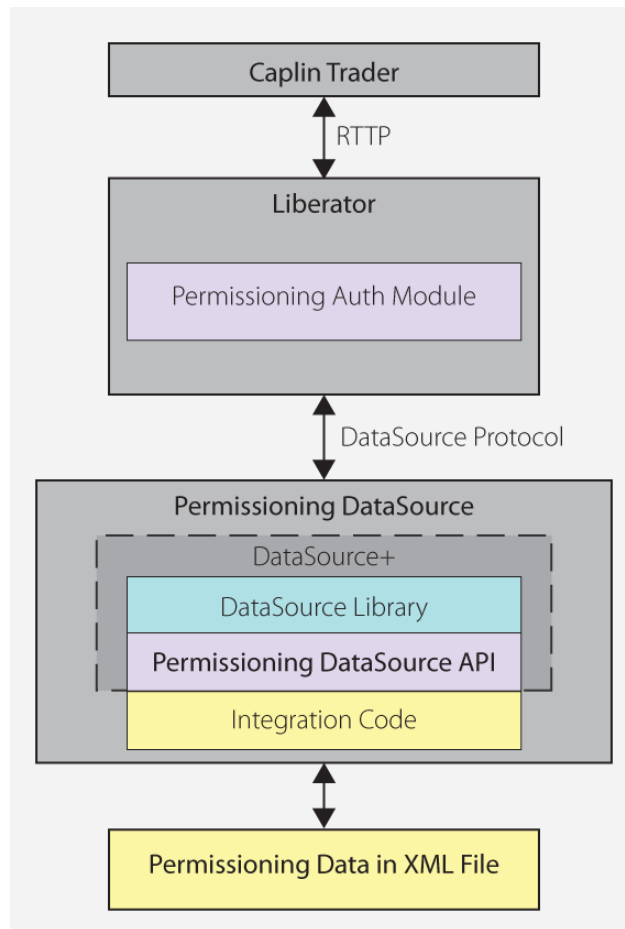 Caplin Trader
RTTP
Liberator
Permissioning Auth Module
DataSource Protocol
Permissioning DataSource
DataSource+
DataSource Library
Permissioning DataSource API
Integration Code
Permissioning Data in XML File